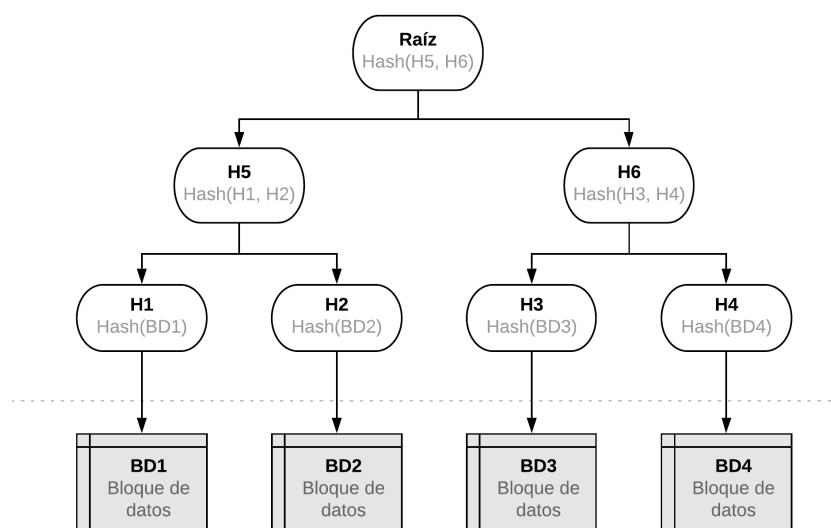 Raíz
Hash(H5, H6)
H5
Hash(H1, H2)
H6
Hash(H3, H4)
H1
Hash(BD1)
H2
Hash(BD2)
H3
Hash(BD3)
H4
Hash(BD4)
BD1
Bloque de
datos
BD2
Bloque de
datos
BD3
Bloque de
datos
BD4
Bloque de
datos